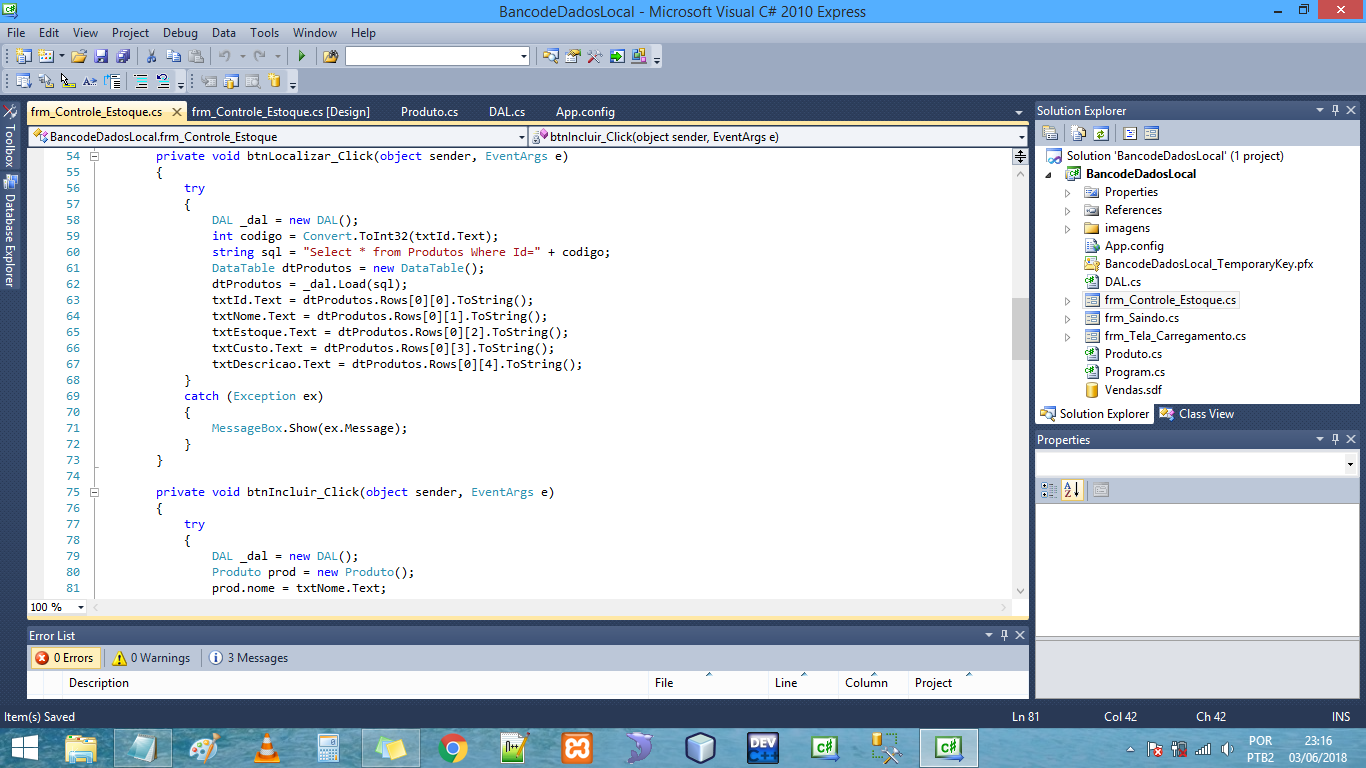 BancodeDadosLocal - Microsoft Visual C# 2010 Express
File Edit View Project Debug Data Tools Window Help
frm_Controle_Estoque.cs frm_Controle_Estoque.cs [Design] Produto.cs DAL.cs App.config
BancodeDadosLocal.frm_Controle_Estoque btnIncluir_Click(object sender, EventArgs e)
Toolbox
Database Explorer
54 private void btnLocalizar_Click(object sender, EventArgs e)
55 {
56 try
57 {
58 DAL _dal = new DAL();
59 int codigo = Convert.ToInt32(txtId.Text);
60 string sql = "Select * from Produtos Where Id=" + codigo;
61 DataTable dtProdutos = new DataTable();
62 dtProdutos = _dal.Load(sql);
63 txtId.Text = dtProdutos.Rows[0][0].ToString();
64 txtNome.Text = dtProdutos.Rows[0][1].ToString();
65 txtEstoque.Text = dtProdutos.Rows[0][2].ToString();
66 txtCusto.Text = dtProdutos.Rows[0][3].ToString();
67 txtDescricao.Text = dtProdutos.Rows[0][4].ToString();
68 }
69 catch (Exception ex)
70 {
71 MessageBox.Show(ex.Message);
72 }
73 }
74
75 private void btnIncluir_Click(object sender, EventArgs e)
76 {
77 try
78 {
79 DAL _dal = new DAL();
80 Produto prod = new Produto();
81 prod.nome = txtNome.Text;
100 %
Solution Explorer
Solution 'BancodeDadosLocal' (1 project)
BancodeDadosLocal
Properties
References
imagens
App.config
BancodeDadosLocal_TemporaryKey.pfx
DAL.cs
frm_Controle_Estoque.cs
frm_Saindo.cs
frm_Tela_Carregamento.cs
Produto.cs
Program.cs
Vendas.sdf
Solution Explorer Class View
Properties
Error List
0 Errors 0 Warnings 3 Messages
Description File Line Column Project
Item(s) Saved Ln 81 Col 42 Ch 42 INS
DEV C++
POR 23:16
PTB2 03/06/2018